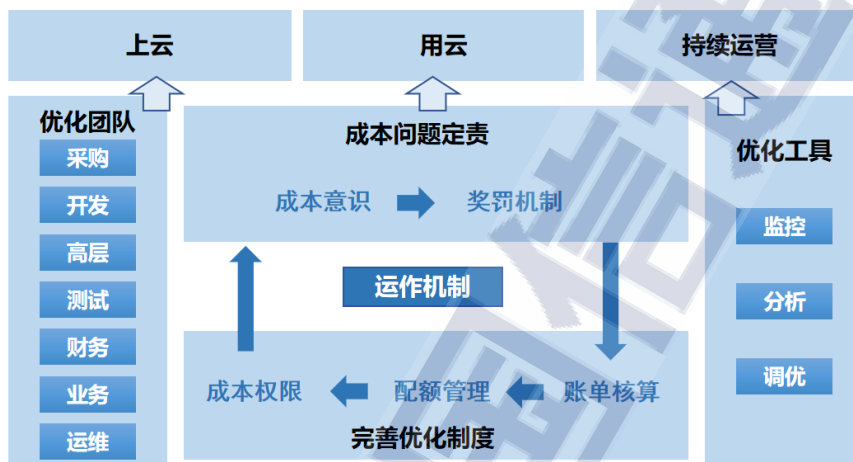 上云
用云
持续运营
优化团队
采购
开发
高层
测试
财务
业务
运维
成本问题定责
成本意识
奖罚机制
运作机制
成本权限
配额管理
账单核算
完善优化制度
优化工具
监控
分析
调优
国信通